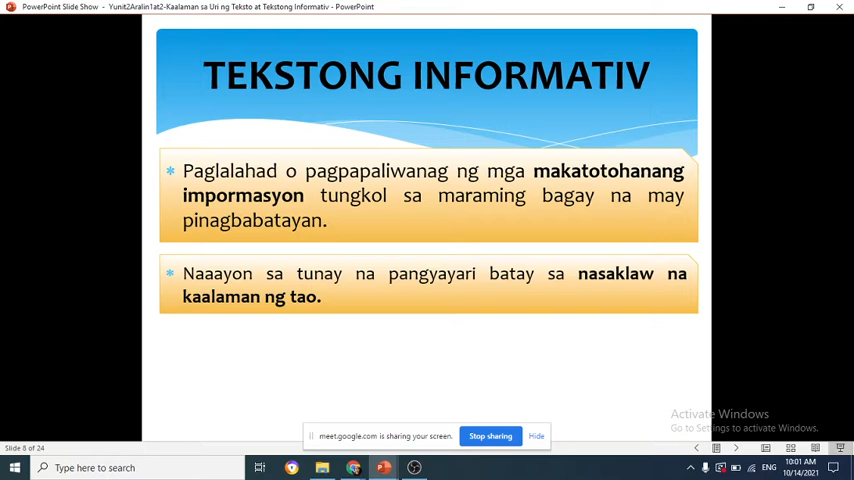 PowerPoint Slide Show - Yunit2Aralin1at2-Kaalaman sa Uri ng Teksto at Tekstong Informativ - PowerPoint
TEKSTONG INFORMATIV
Paglalahad o pagpapaliwanag ng mga makatotohanang
impormasyon tungkol sa maraming bagay na may
pinagbabatayan.
Naaayon sa tunay na pangyayari batay sa nasaklaw na
kaalaman ng tao.
Activate Windows
Go to Settings to activate Windows.
meet.google.com is sharing your screen.
Stop sharing
Hide
Slide 8 of 24
Type here to search
ENG
10:01 AM
10/14/2021